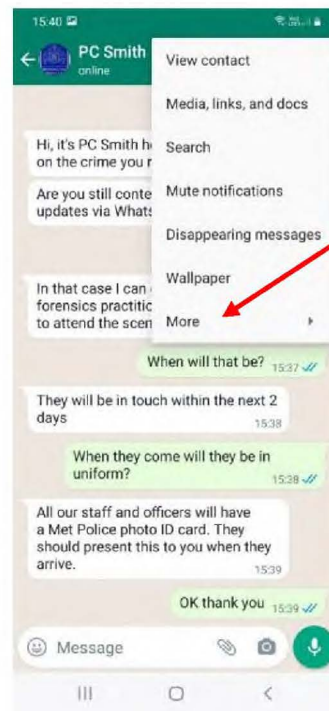 15:40
PC Smith
online
View contact
Media, links, and docs
Search
Mute notifications
Disappearing messages
Wallpaper
More
Hi, it's PC Smith
on the crime you
Are you still
updates via
In that case I can
forensics
to attend the
When will that be? 15:37
They will be in touch within the next 2
days 15:38
When they come will they be in
uniform? 15:38
All our staff and officers will have
a Met Police photo ID card. They
should present this to you when they
arrive. 15:39
OK thank you 15:39
Message